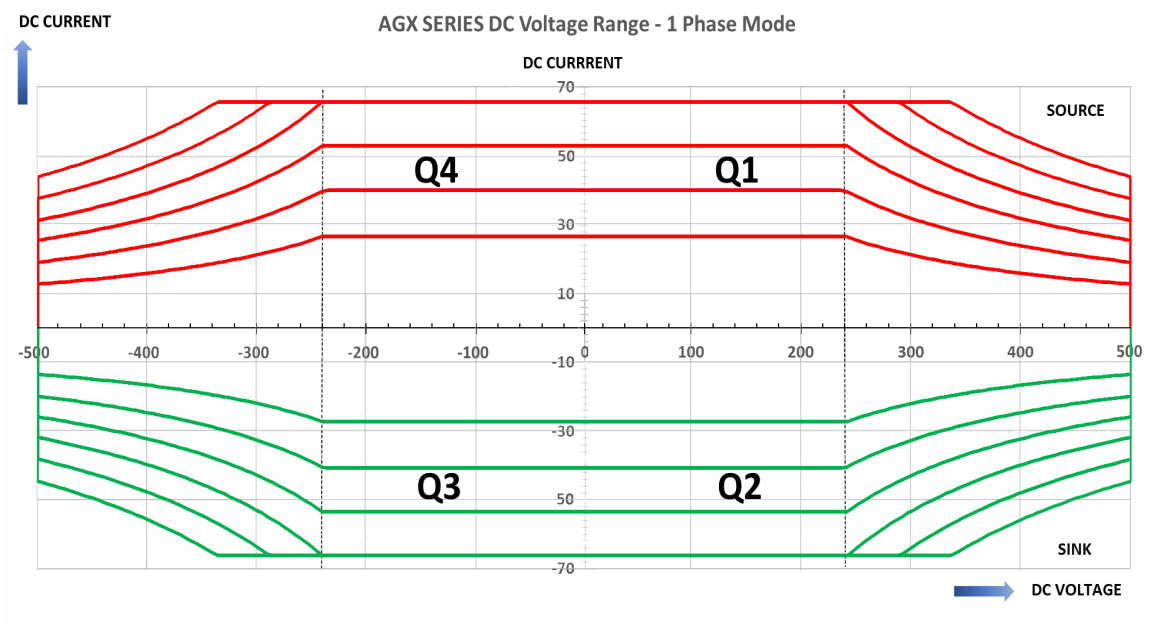 DC CURRENT
AGX SERIES DC Voltage Range - 1 Phase Mode
DC CURRRENT
70
SOURCE
50
Q4
Q1
30
10
-500 -400 -300 -200 -100 0 100 200 300 400 500
-10
-30
Q3
Q2
50
SINK
-70
DC VOLTAGE